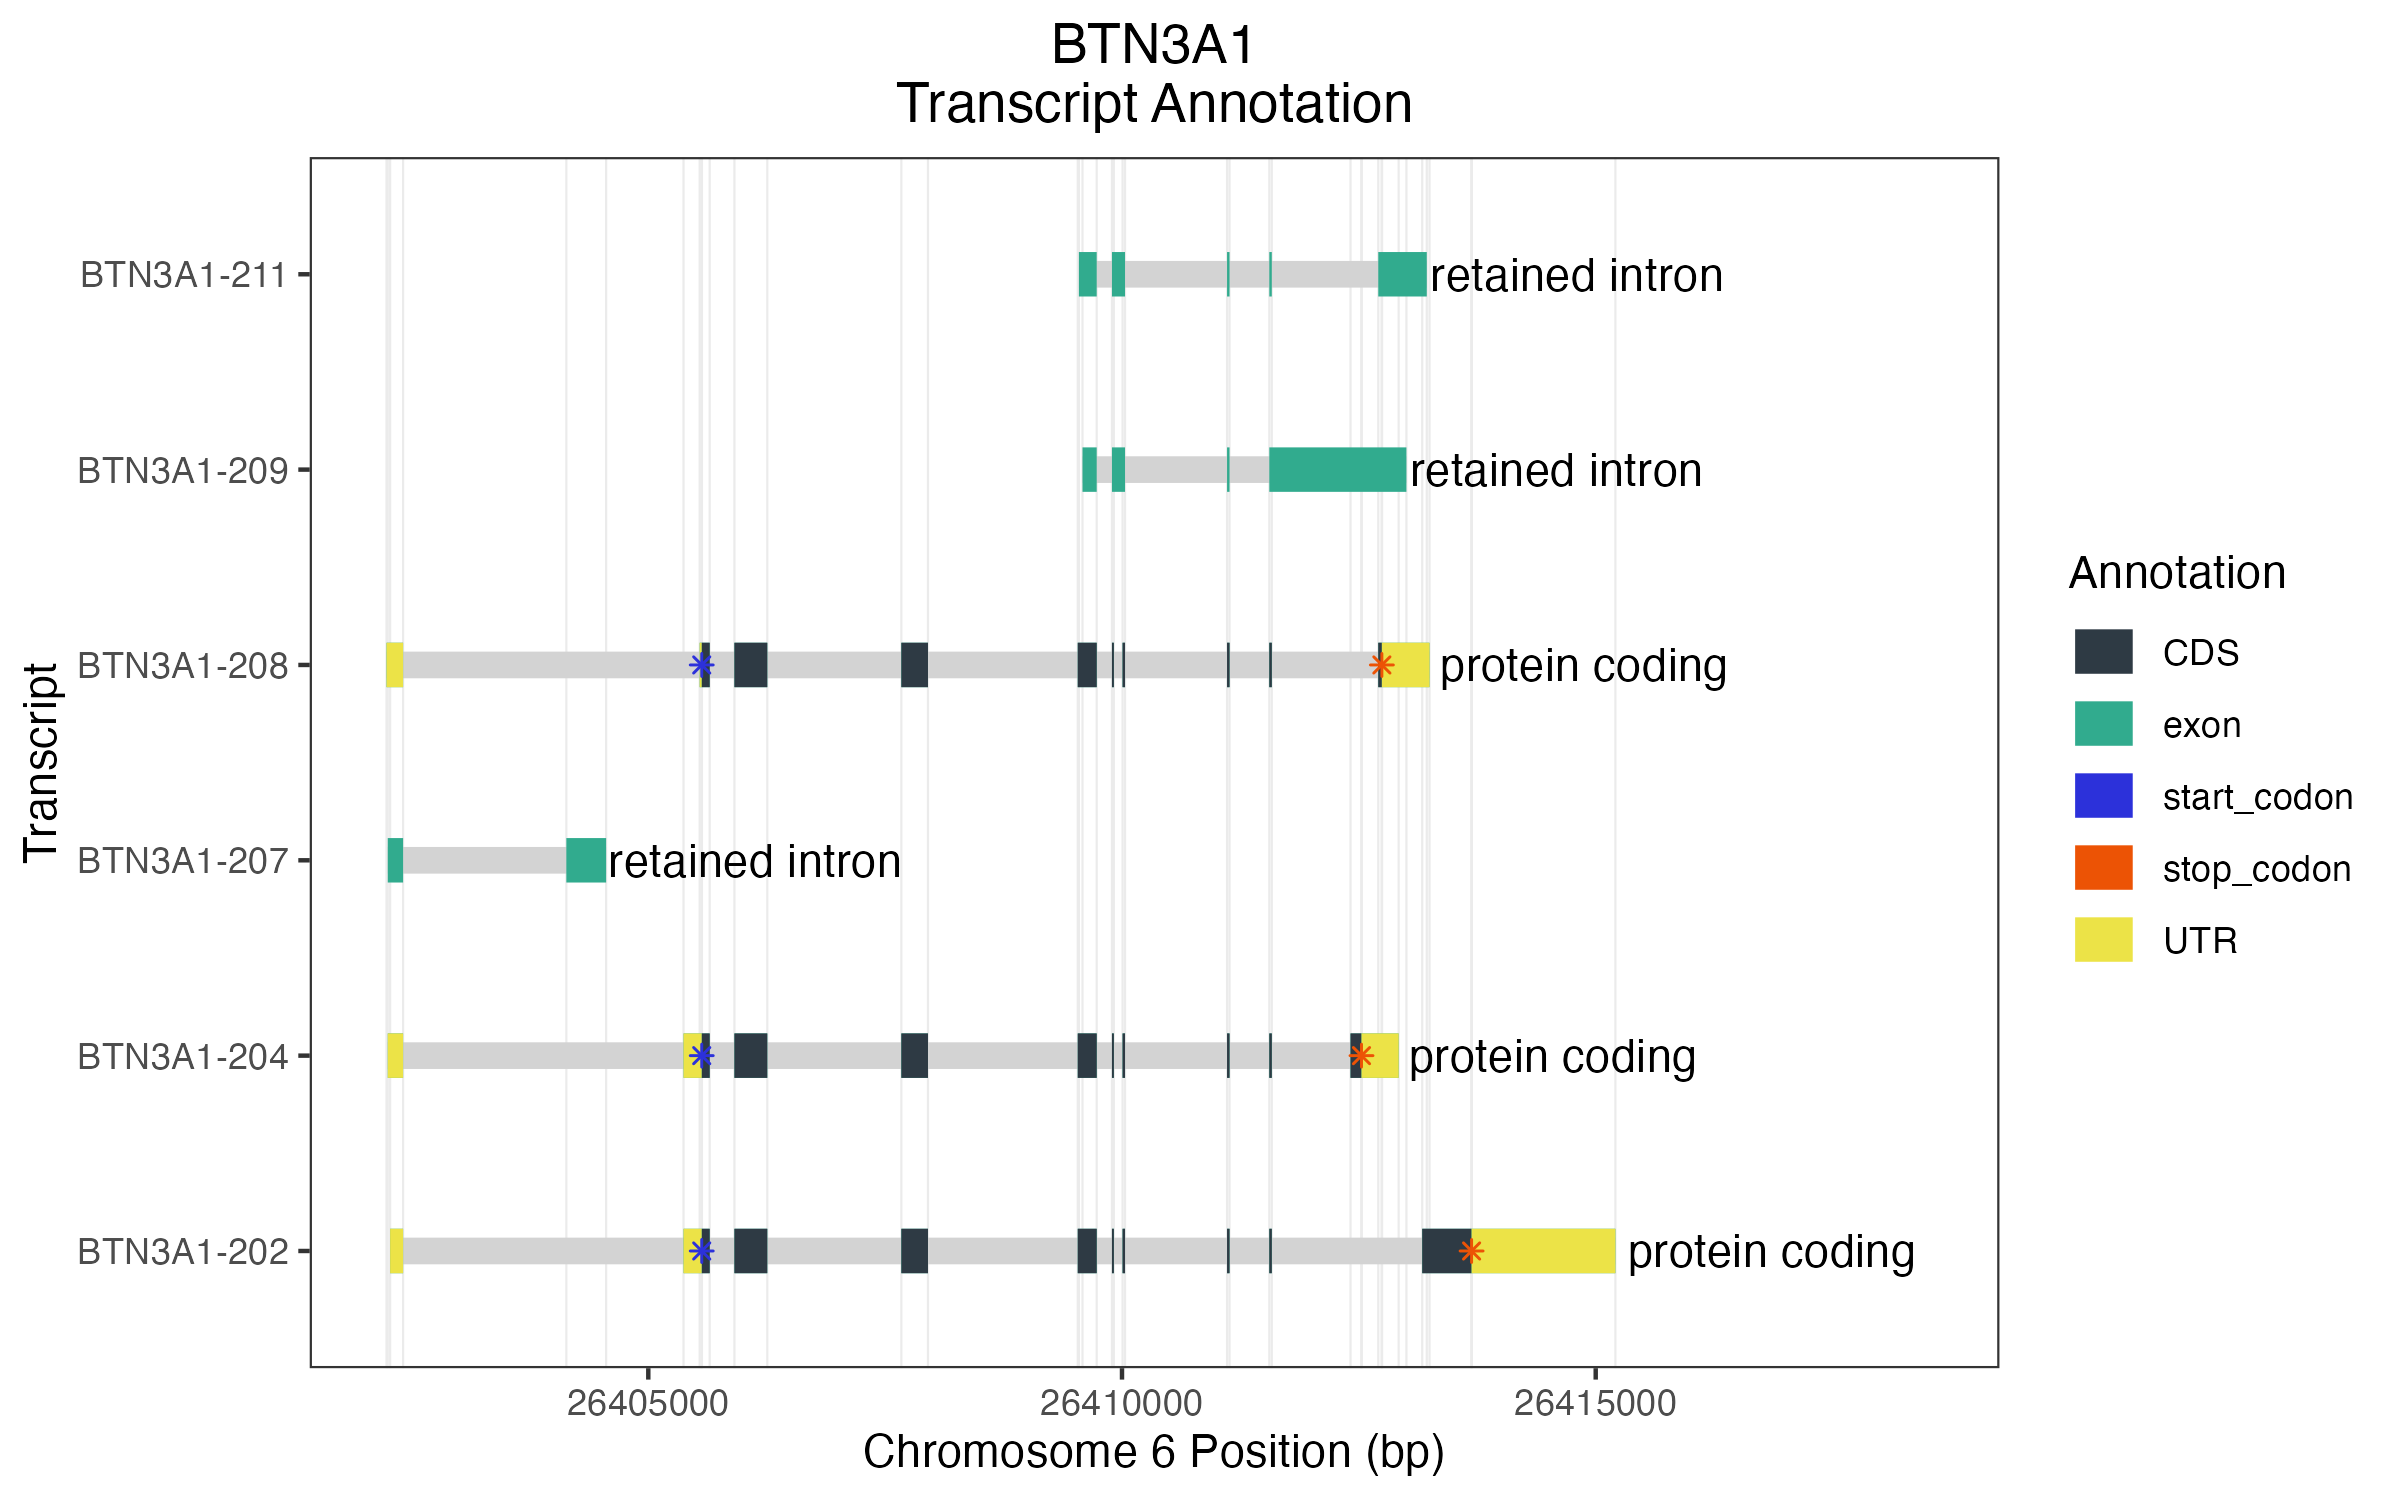 BTN3A1
Transcript Annotation
Transcript
BTN3A1-211
retained intron
BTN3A1-209
retained intron
BTN3A1-208
protein coding
BTN3A1-207
retained intron
BTN3A1-204
protein coding
BTN3A1-202
protein coding
26405000
26410000
26415000
Chromosome 6 Position (bp)
Annotation
CDS
exon
start_codon
stop_codon
UTR